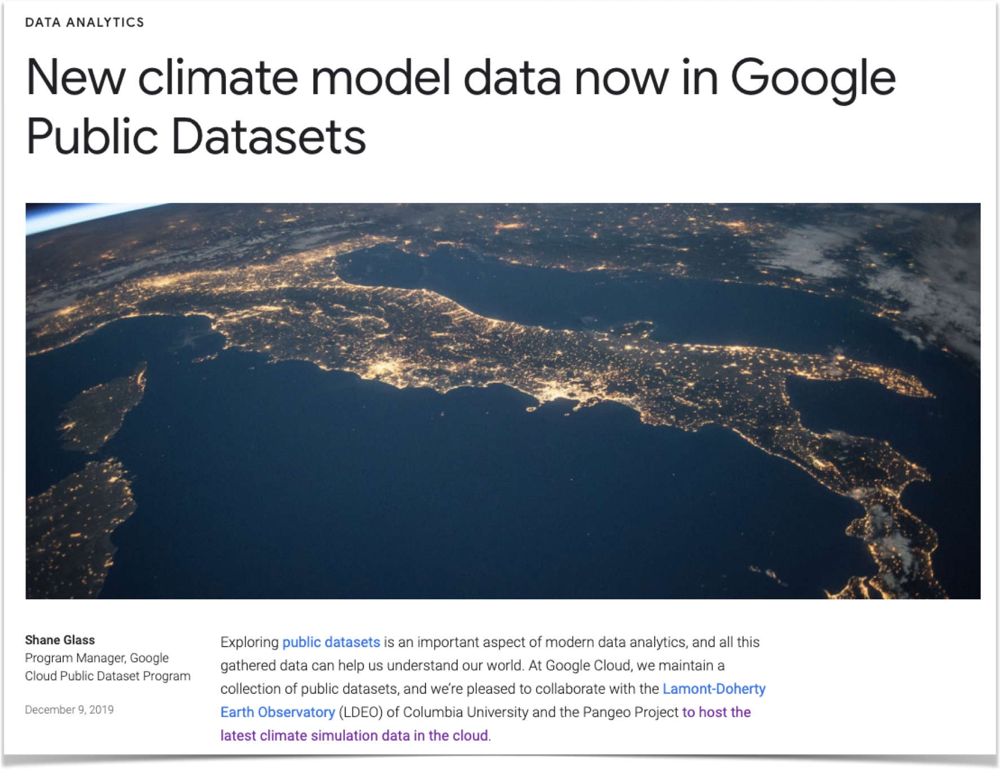 DATA ANALYTICS
New climate model data now in Google
Public Datasets
Shane Glass
Program Manager, Google
Cloud Public Dataset Program
December 9, 2019
Exploring public datasets is an important aspect of modern data analytics, and all this
gathered data can help us understand our world. At Google Cloud, we maintain a
collection of public datasets, and we’re pleased to collaborate with the Lamont-Doherty
Earth Observatory (LDEO) of Columbia University and the Pangeo Project to host the
latest climate simulation data in the cloud.